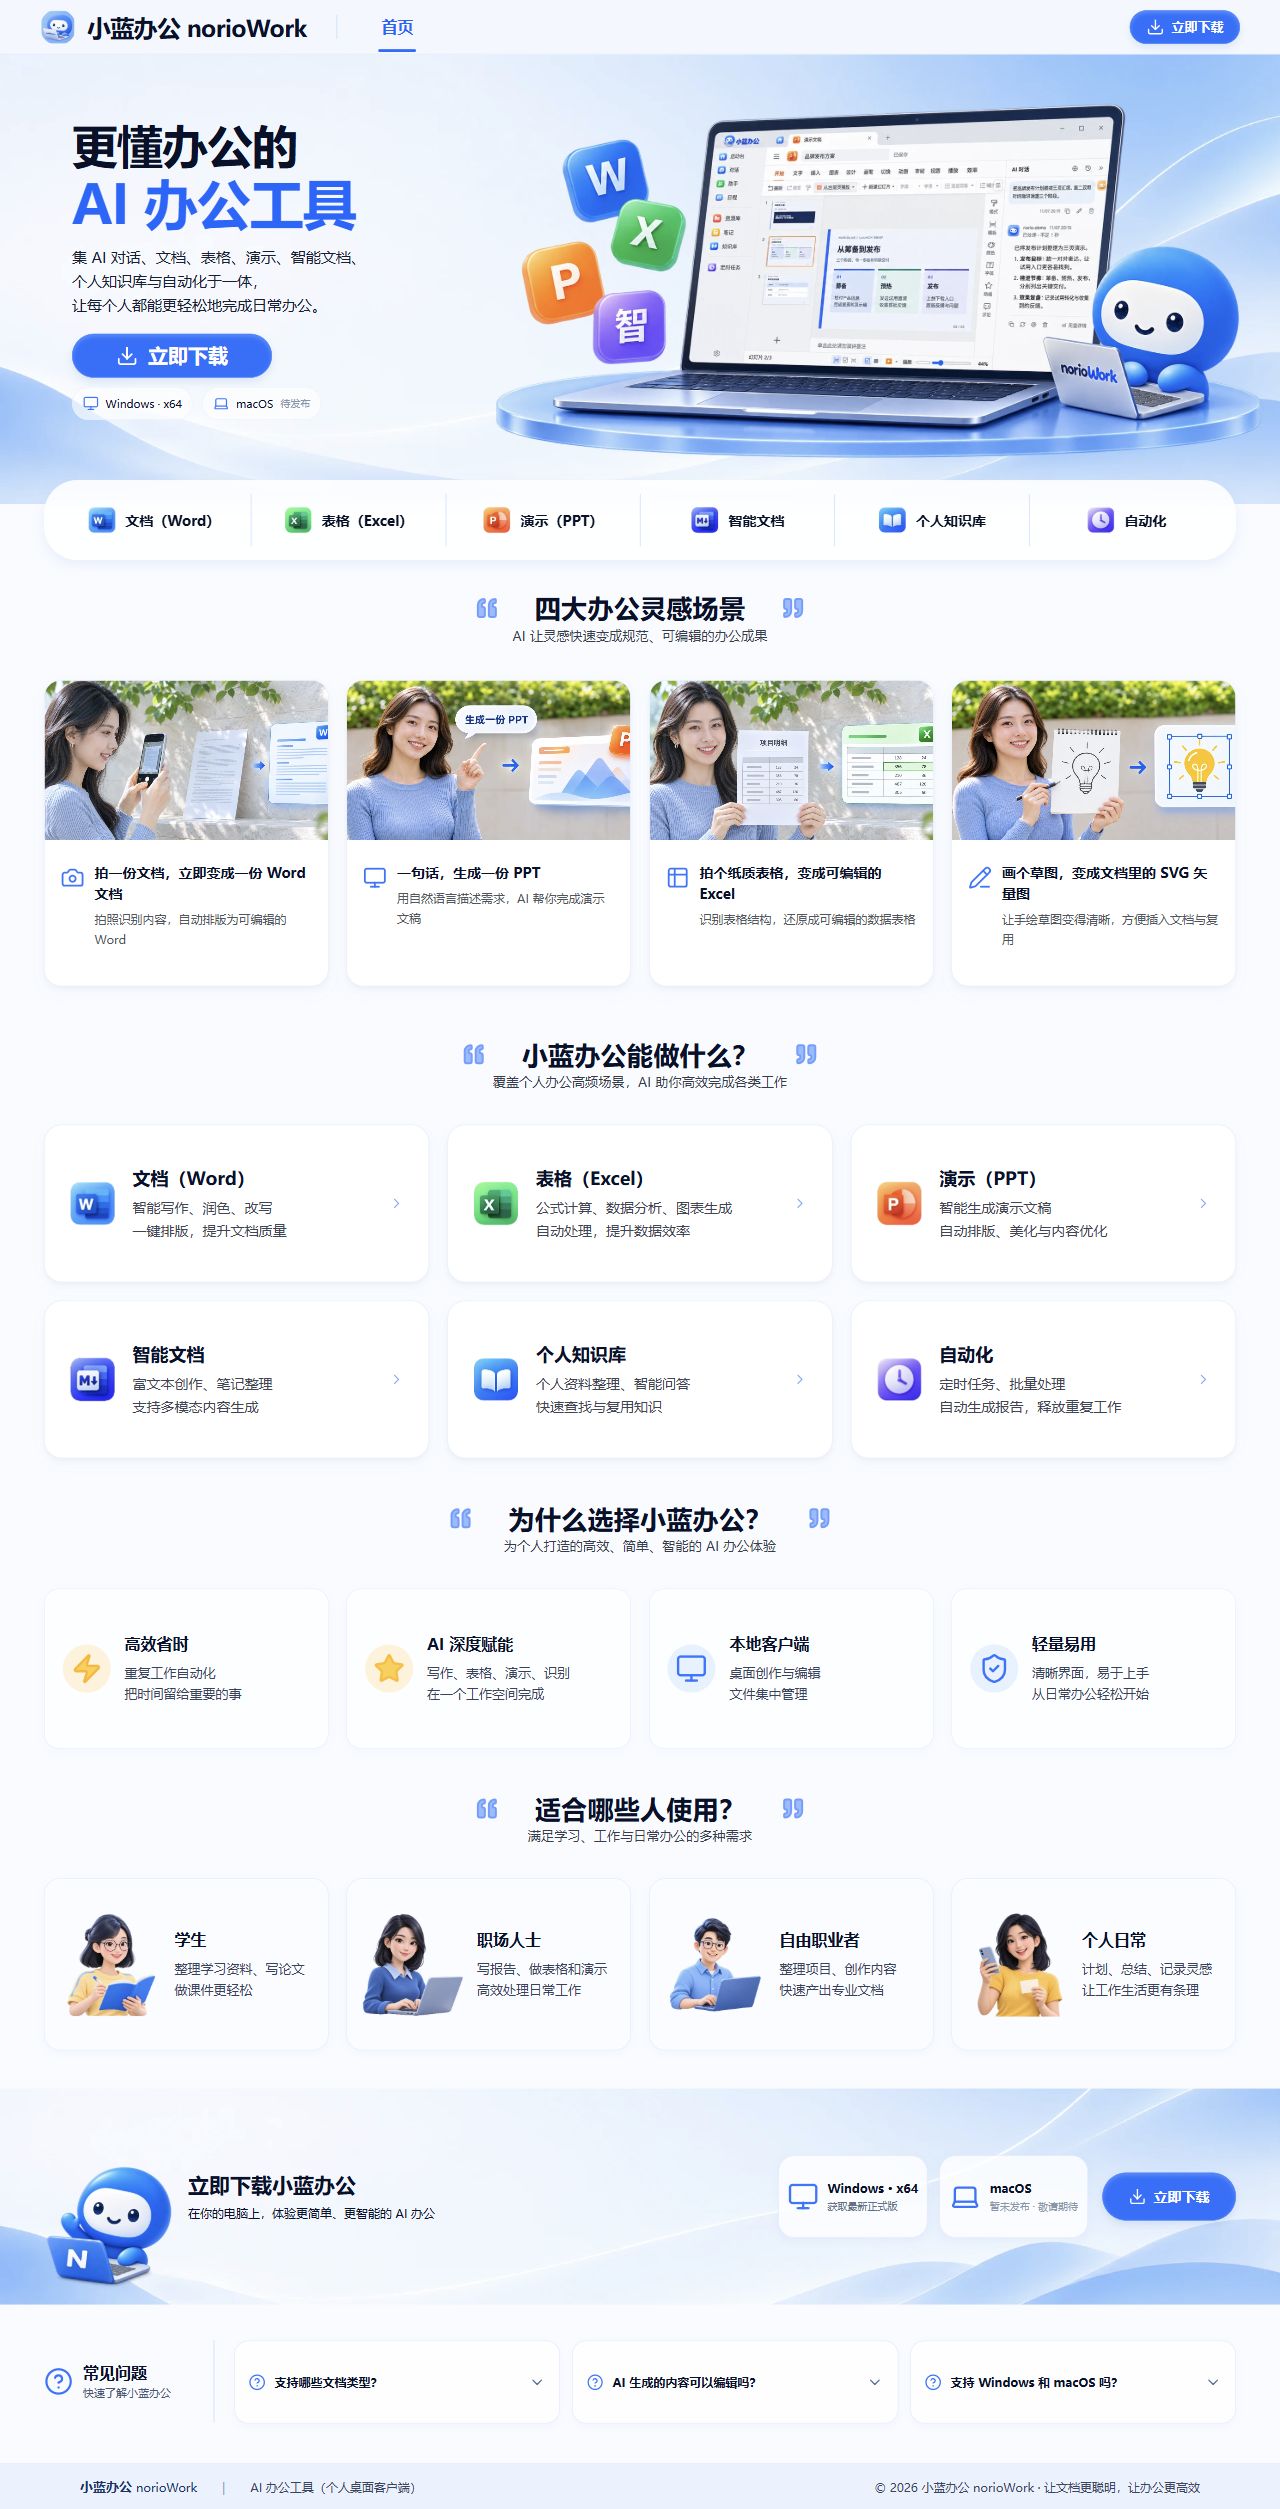 小蓝办公 norioWork
首页
立即下载
更懂办公的
AI 办公工具
集 AI 对话、文档、表格、演示、智能文档、
个人知识库与自动化于一体，
让每个人都能更轻松地完成日常办公。
立即下载
Windows · x64
macOS 待发布
W
X
P
智
小蓝办公
演示文稿
品牌发布方案
AI 对话
从筹备到发布
01
筹备
02
预热
03
发布
norioWork
文档（Word）
表格（Excel）
演示（PPT）
智能文档
个人知识库
自动化
四大办公灵感场景
AI 让灵感快速变成规范、可编辑的办公成果
生成一份 PPT
项目明细
拍一份文档，立即变成一份 Word
文档
拍照识别内容，自动排版为可编辑的
Word
一句话，生成一份 PPT
用自然语言描述需求，AI 帮你完成演示
文稿
拍个纸质表格，变成可编辑的
Excel
识别表格结构，还原成可编辑的数据表格
画个草图，变成文档里的 SVG 矢
量图
让手绘草图变得清晰，方便插入文档与复
用
小蓝办公能做什么？
覆盖个人办公高频场景，AI 助你高效完成各类工作
文档（Word）
智能写作、润色、改写
一键排版，提升文档质量
表格（Excel）
公式计算、数据分析、图表生成
自动处理，提升数据效率
演示（PPT）
智能生成演示文稿
自动排版、美化与内容优化
智能文档
富文本创作、笔记整理
支持多模态内容生成
个人知识库
个人资料整理、智能问答
快速查找与复用知识
自动化
定时任务、批量处理
自动生成报告，释放重复工作
为什么选择小蓝办公？
为个人打造的高效、简单、智能的 AI 办公体验
高效省时
重复工作自动化
把时间留给重要的事
AI 深度赋能
写作、表格、演示、识别
在一个工作空间完成
本地客户端
桌面创作与编辑
文件集中管理
轻量易用
清晰界面，易于上手
从日常办公轻松开始
适合哪些人使用？
满足学习、工作与日常办公的多种需求
学生
整理学习资料、写论文
做课件更轻松
职场人士
写报告、做表格和演示
高效处理日常工作
自由职业者
整理项目、创作内容
快速产出专业文档
个人日常
计划、总结、记录灵感
让工作生活更有条理
N
立即下载小蓝办公
在你的电脑上，体验更简单、更智能的 AI 办公
Windows · x64
获取最新正式版
macOS
暂未发布 · 敬请期待
立即下载
常见问题
快速了解小蓝办公
支持哪些文档类型？
AI 生成的内容可以编辑吗？
支持 Windows 和 macOS 吗？
小蓝办公 norioWork | AI 办公工具（个人桌面客户端）
© 2026 小蓝办公 norioWork · 让文档更聪明，让办公更高效